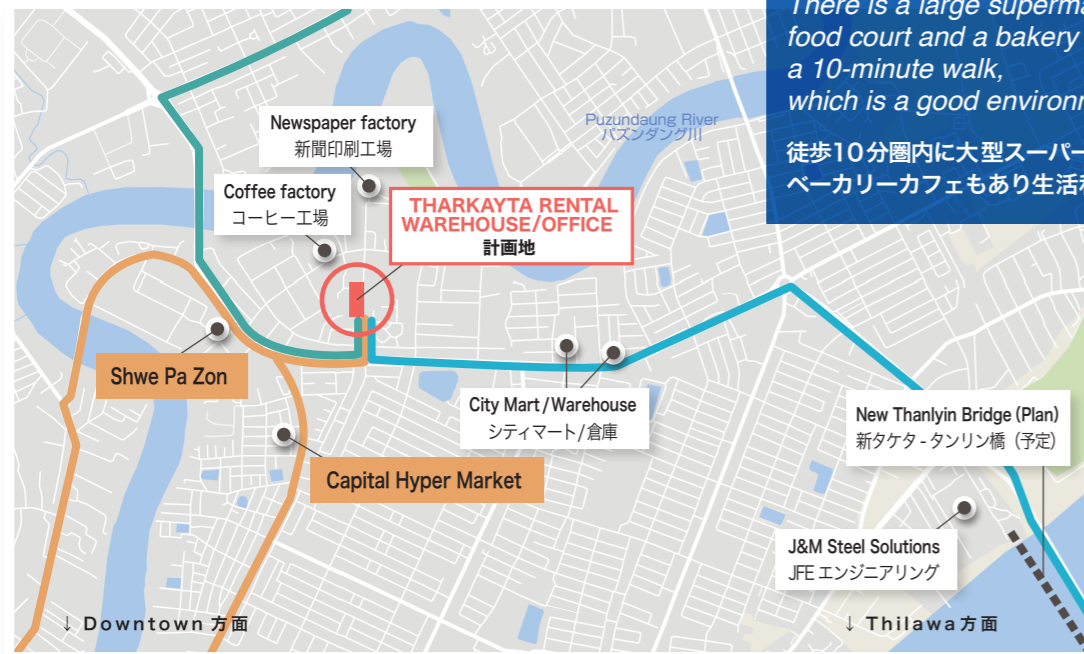 There is a large
food court and a bakery
a 10-minute walk,
which is a good
徒歩10分圏内に大型スーパー
ベーカリーカフェもあり生活
Puzundaung River
パズンダング川
Newspaper factory
新聞印刷工場
Coffee factory
コーヒー工場
THARKAYTA RENTAL
WAREHOUSE/OFFICE
計画地
Shwe Pa Zon
City Mart/Warehouse
シティマート/倉庫
New Thanlyin Bridge (Plan)
新タケタ-タンリン橋（予定）
Capital Hyper Market
J&M Steel Solutions
JFEエンジニアリング
↓ Downtown 方面
↓ Thilawa 方面